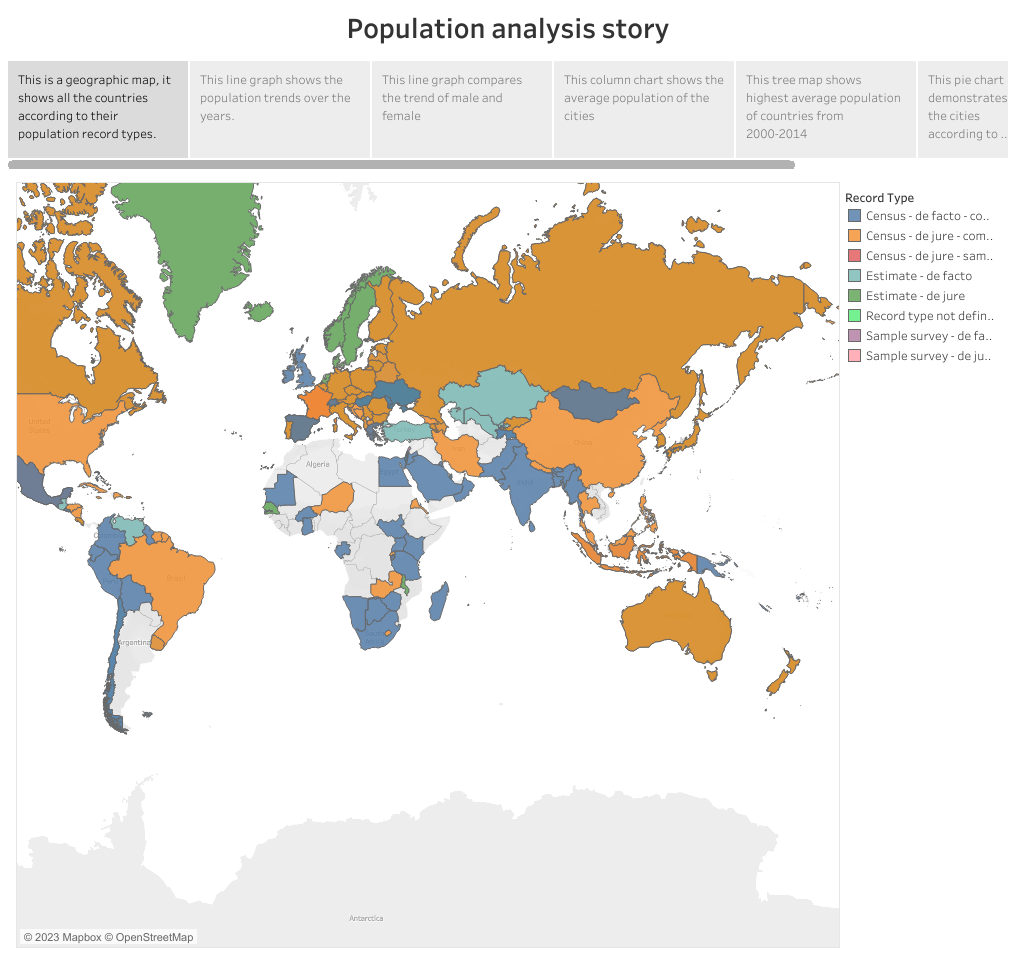 Population analysis story
This is a geographic map, it
shows all the countries
according to their
population record types.
This line graph shows the
population trends over the
years.
This line graph compares
the trend of male and
female
This column chart shows the
average population of the
cities
This tree map shows
highest average population
of countries from
2000-2014
This pie chart
demonstrates
the cities
according to ..
Record Type
Census - de facto - co..
Census - de jure - com..
Census - de jure - sam..
Estimate - de facto
Estimate - de jure
Record type not defin..
Sample survey - de fa..
Sample survey - de ju..
United
States
Algeria
China
India
Brazil
Argentina
South
Antarctica
© 2023 Mapbox © OpenStreetMap